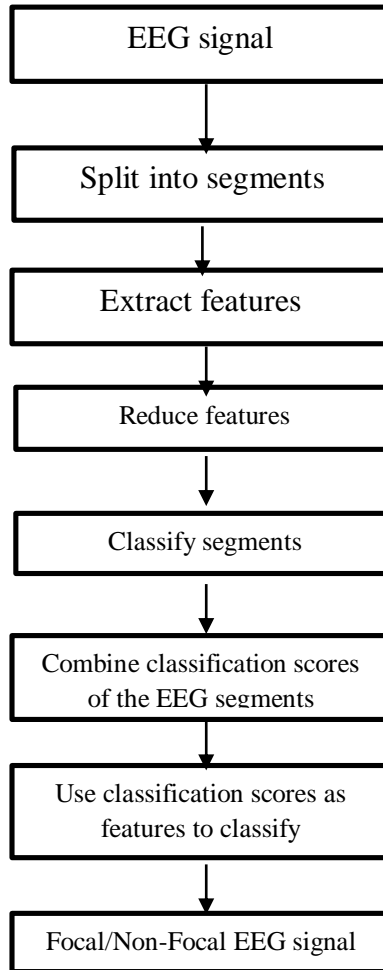 EEG signal
Split into segments
Extract features
Reduce features
Classify segments
Combine classification scores
of the EEG segments
Use classification scores as
features to classify
Focal/Non-Focal EEG signal